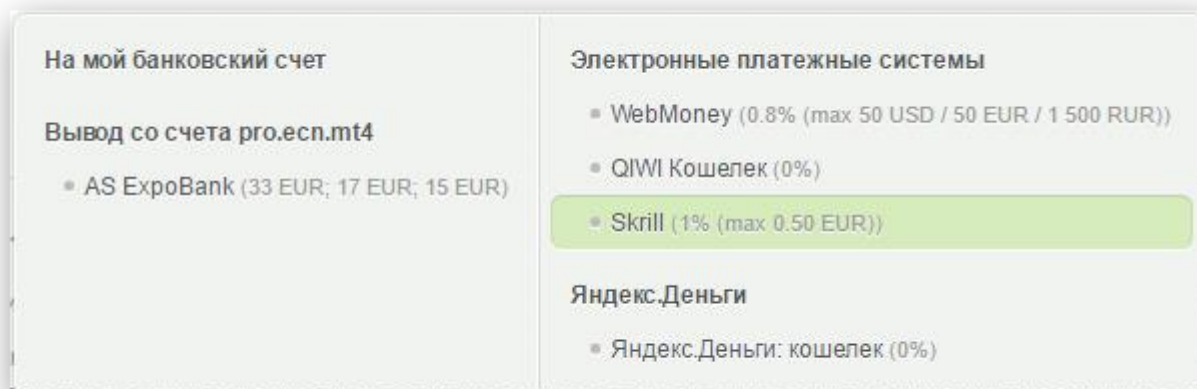 На мой банковский счет
Вывод со счета pro.ecn.mt4
AS ExpoBank (33 EUR; 17 EUR; 15 EUR)
Электронные платежные системы
WebMoney (0.8% (max 50 USD / 50 EUR / 1 500 RUR))
QIWI Кошелек (0%)
Skrill (1% (max 0.50 EUR))
Яндекс.Деньги
Яндекс.Деньги: кошелек (0%)